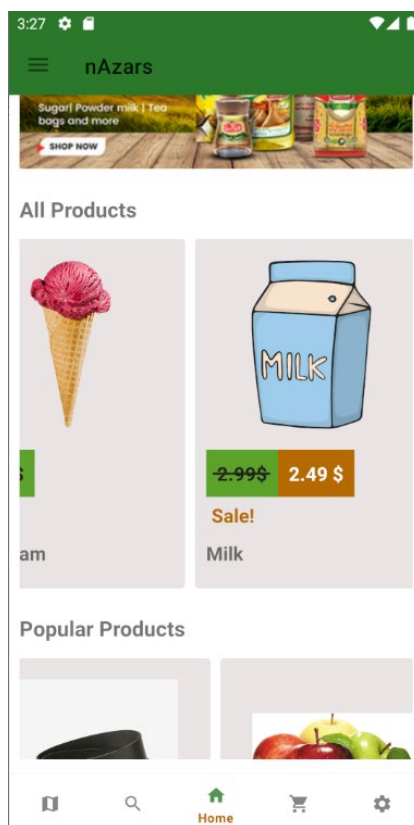 3:27
nAzars
Sugar| Powder milk | Tea
bags and more
SHOP NOW
All Products
MILK
$ 2.99$ 2.49 $
Sale!
am Milk
Popular Products
Home